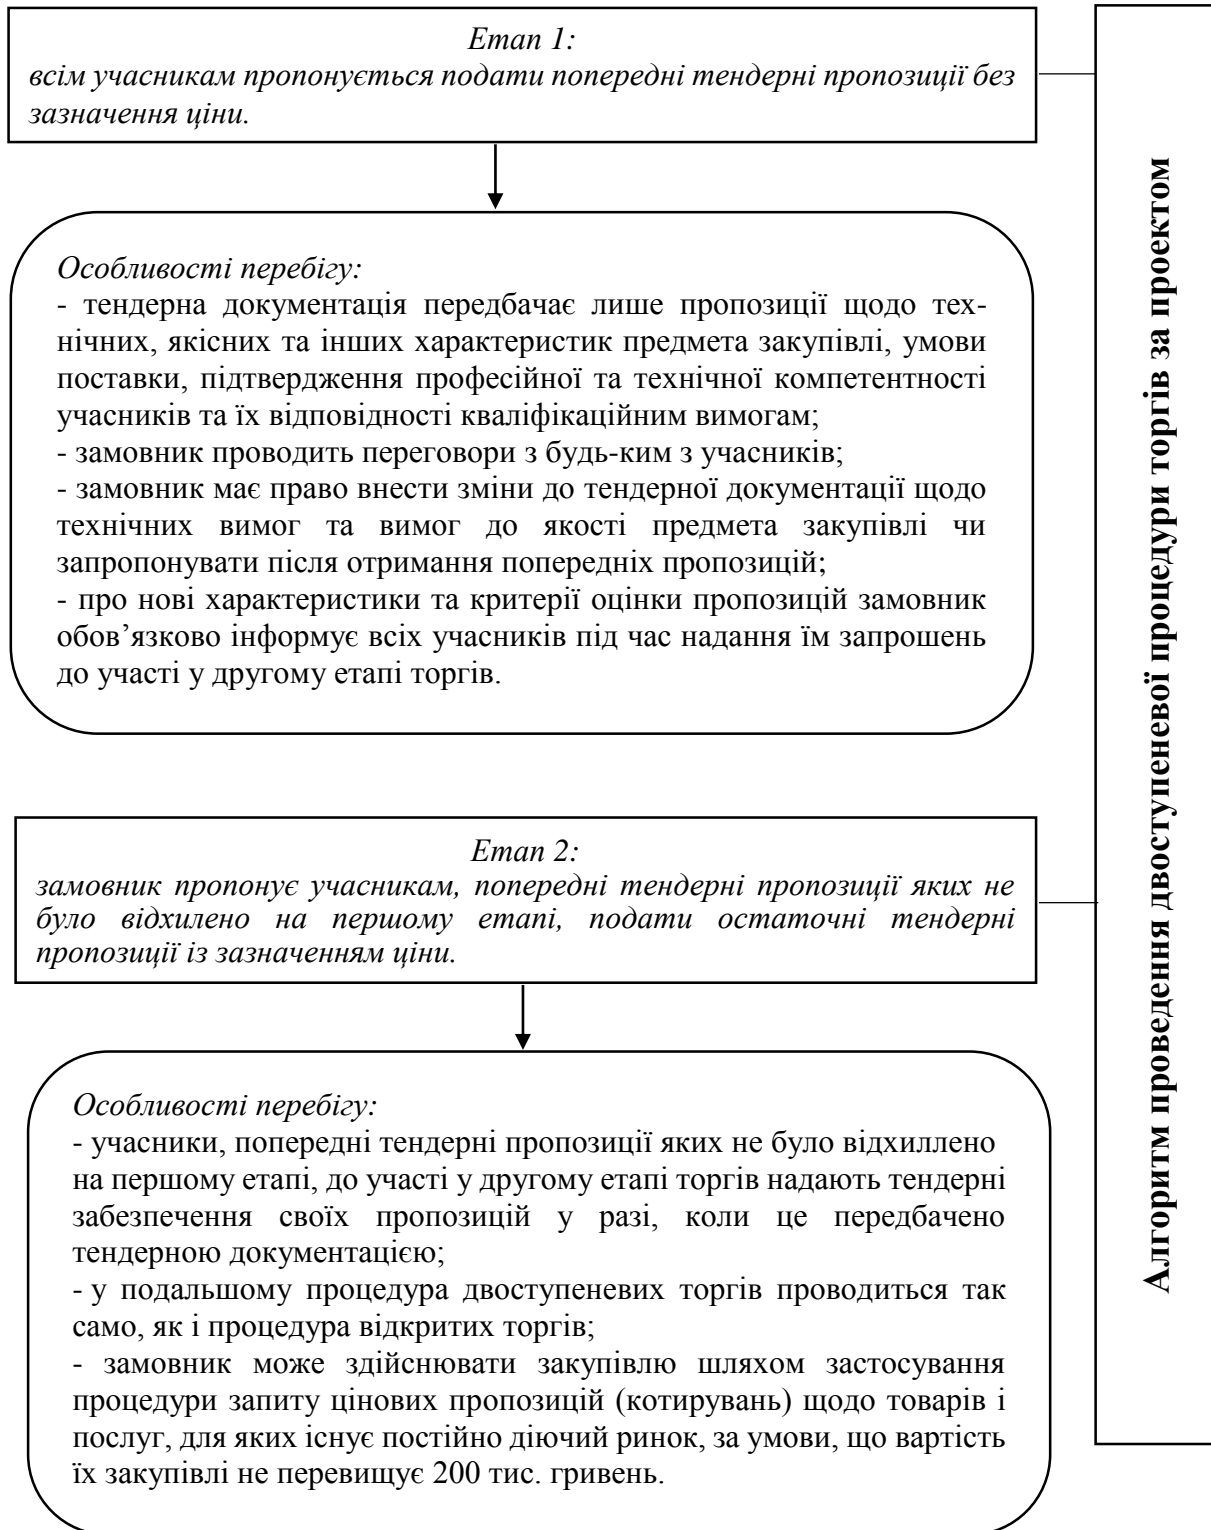 Етап 1:
всім учасникам пропонується подати попередні тендерні пропозиції без
зазначення ціни.
Особливості перебігу:
- тендерна документація передбачає лише пропозиції щодо тех-
нічних, якісних та інших характеристик предмета закупівлі, умови
поставки, підтвердження професійної та технічної компетентності
учасників та їх відповідності кваліфікаційним вимогам;
- замовник проводить переговори з будь-ким з учасників;
- замовник має право внести зміни до тендерної документації щодо
технічних вимог та вимог до якості предмета закупівлі чи
запропонувати після отримання попередніх пропозицій;
- про нові характеристики та критерії оцінки пропозицій замовник
обов’язково інформує всіх учасників під час надання їм запрошень
до участі у другому етапі торгів.
Етап 2:
замовник пропонує учасникам, попередні тендерні пропозиції яких не
було відхилено на першому етапі, подати остаточні тендерні
пропозиції із зазначенням ціни.
Особливості перебігу:
- учасники, попередні тендерні пропозиції яких не було відхиллено
на першому етапі, до участі у другому етапі торгів надають тендерні
забезпечення своїх пропозицій у разі, коли це передбачено
тендерною документацією;
- у подальшому процедура двоступеневих торгів проводиться так
само, як і процедура відкритих торгів;
- замовник може здійснювати закупівлю шляхом застосування
процедури запиту цінових пропозицій (котирувань) щодо товарів і
послуг, для яких існує постійно діючий ринок, за умови, що вартість
їх закупівлі не перевищує 200 тис. гривень.
Алгоритм проведення двоступеневої процедури торгів за проектом